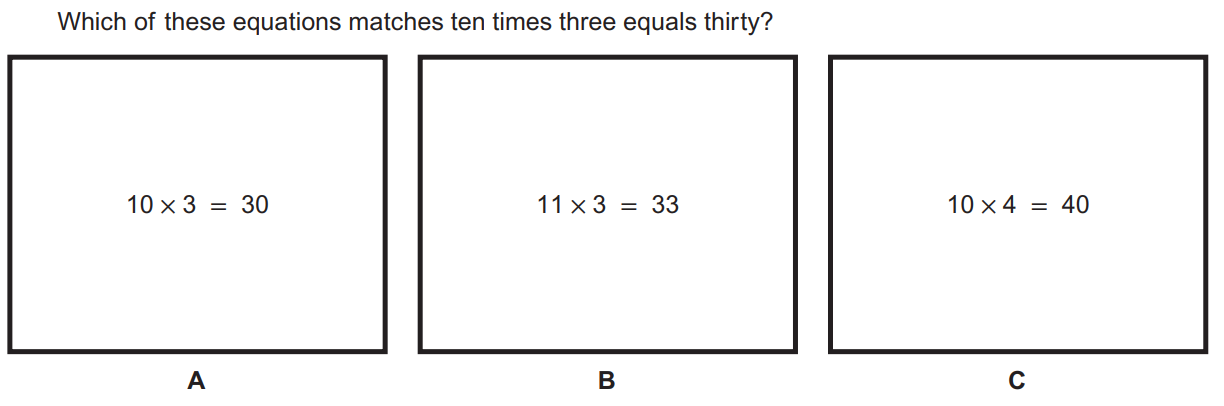 Which of these equations matches ten times three equals thirty?
10 × 3 = 30
11 × 3 = 33
10 × 4 = 40
A
B
C